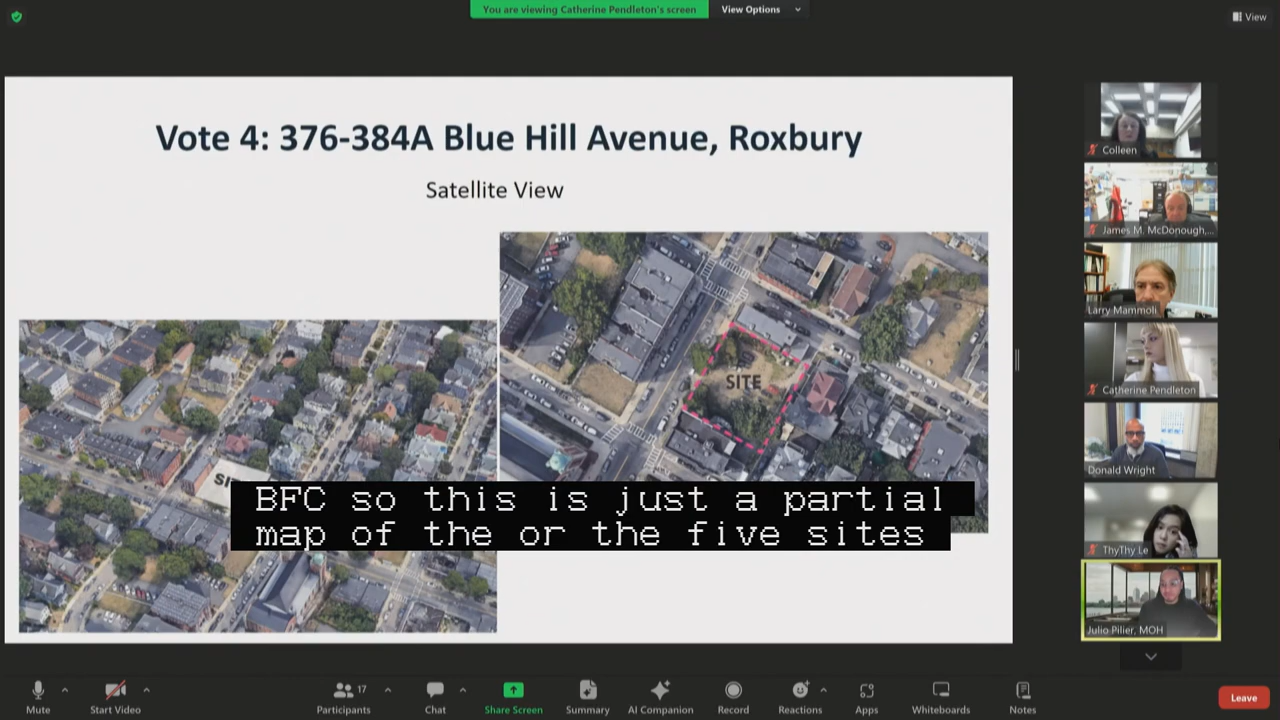 You are viewing Catherine Pendleton's screen
View Options
View
Vote 4: 376-384A Blue Hill Avenue, Roxbury
Satellite View
SITE
BFC so this is just a partial
map of the or the five sites
Colleen
James M. McDonough,...
Larry Mammoli
Catherine Pendleton
Donald Wright
ThyThy Le
Julio Pilier, MOH
Mute
Start Video
Participants
17
Chat
Share Screen
Summary
AI Companion
Record
Reactions
Apps
Whiteboards
Notes
Leave